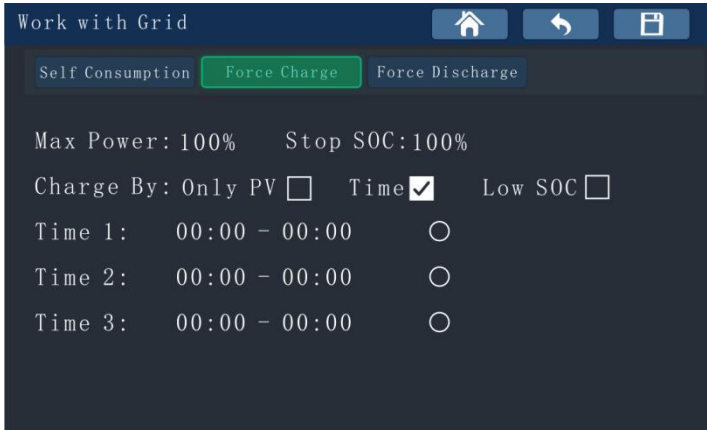 Work with Grid
Self Consumption Force Charge Force Discharge
Max Power: 100% Stop SOC: 100%
Charge By: Only PV Time Low SOC
Time 1: 00:00 - 00:00
Time 2: 00:00 - 00:00
Time 3: 00:00 - 00:00